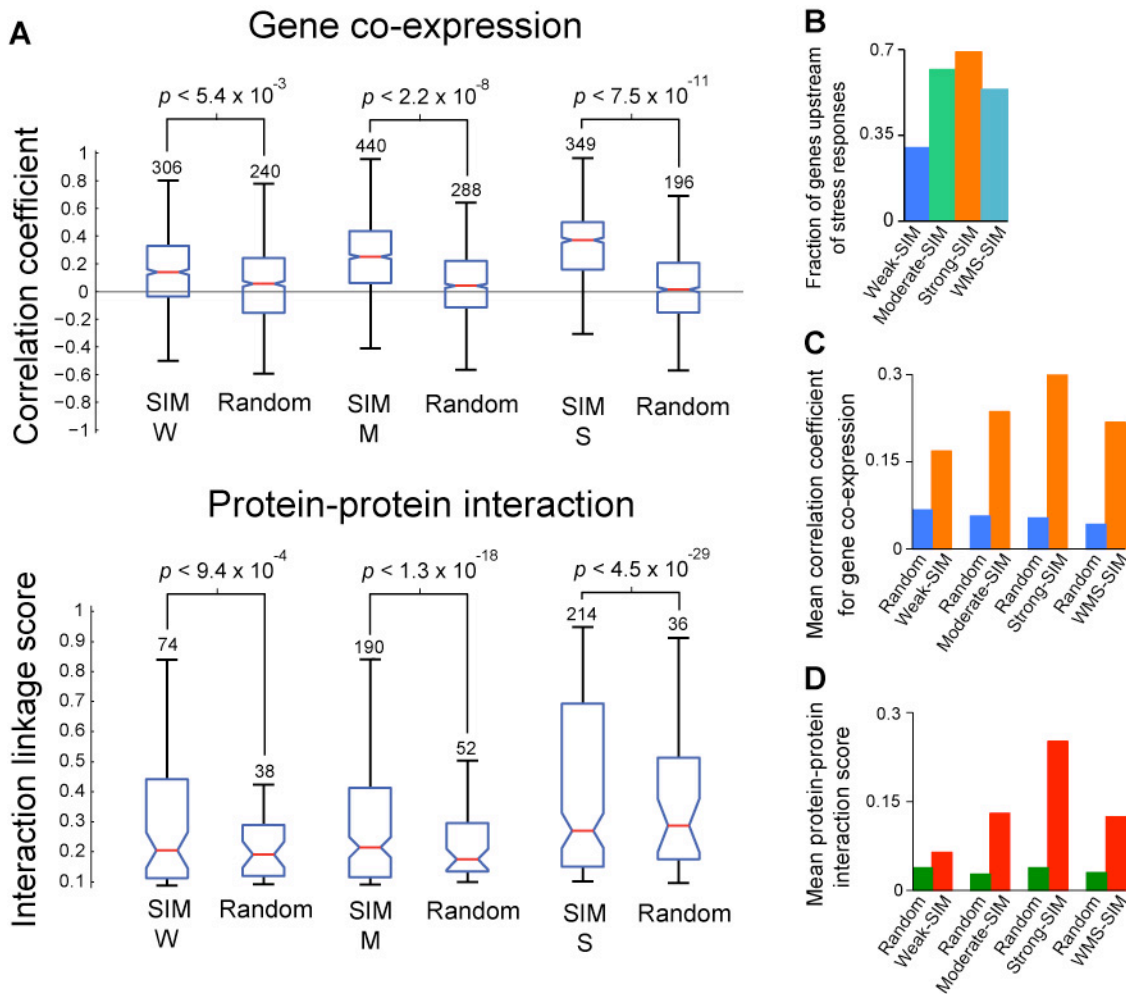 A
Gene co-expression
p < 5.4 x 10-3
p < 2.2 x 10-8
p < 7.5 x 10-11
Correlation coefficient
1
0.8
0.6
0.4
0.2
0
−0.2
−0.4
−0.6
−0.8
−1
306
240
440
288
349
196
SIM Random SIM Random SIM Random
W M S
Protein-protein interaction
p < 9.4 x 10-4
p < 1.3 x 10-18
p < 4.5 x 10-29
Interaction linkage score
1
0.9
0.8
0.7
0.6
0.5
0.4
0.3
0.2
0.1
74
38
190
52
214
36
SIM Random SIM Random SIM Random
W M S
B
Fraction of genes upstream
of stress responses
0.7
0.35
0
Weak-SIM
Moderate-SIM
Strong-SIM
WMS-SIM
C
Mean correlation coefficient
for gene co-expression
0.3
0.15
0
Random
Weak-SIM
Random
Moderate-SIM
Random
Strong-SIM
Random
WMS-SIM
D
Mean protein-protein
interaction score
0.3
0.15
0
Random
Weak-SIM
Random
Moderate-SIM
Random
Strong-SIM
Random
WMS-SIM